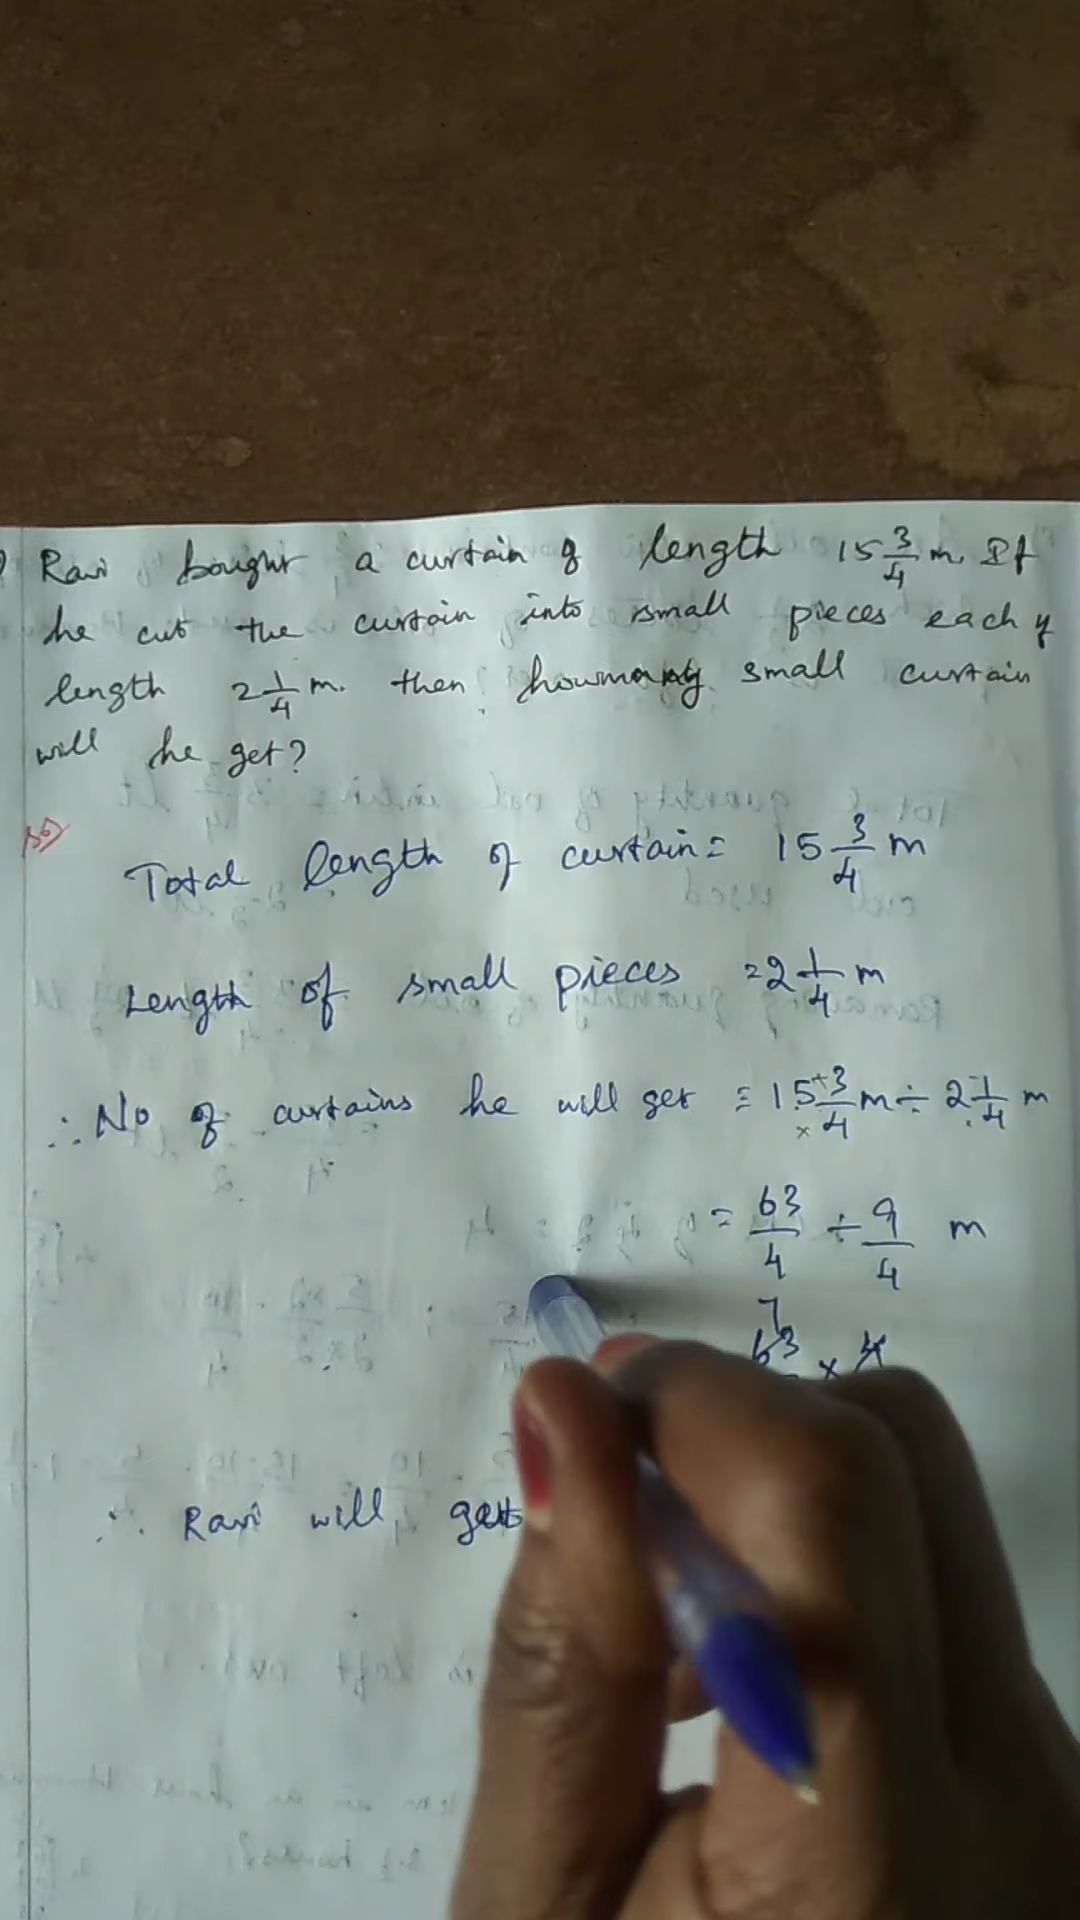 Ravi bought a curtain of length 15 3/4 m. If
he cut the curtain into small pieces each of
length 2 1/4 m. then howmany small curtain
will he get?
Total length of curtain = 15 3/4 m
Length of small pieces = 2 1/4 m
∴ No of curtains he will get = 15 3/4 m ÷ 2 1/4 m
= 63/4 ÷ 9/4 m
7
63 × 4
∴ Ravi will get